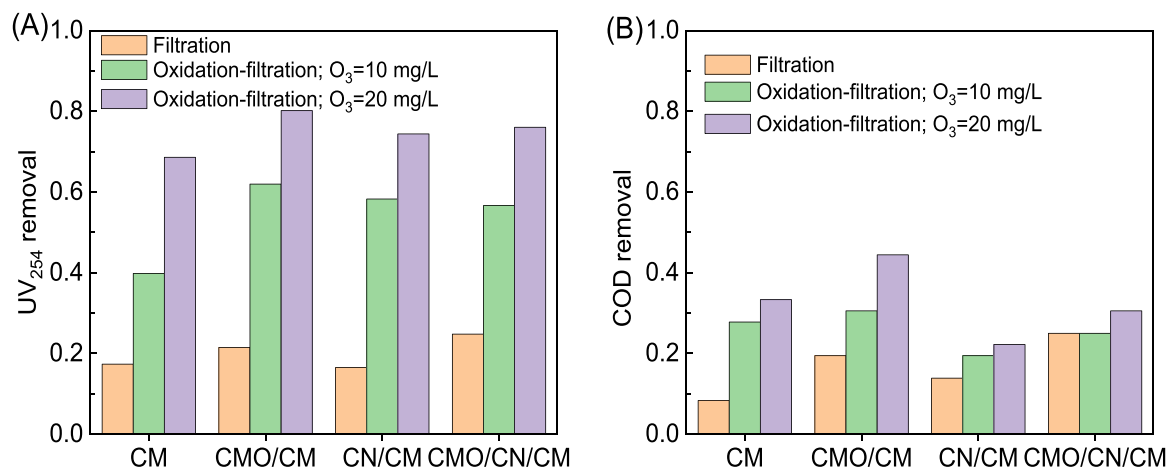 (A)
1.0
0.8
0.6
0.4
0.2
0.0
UV254 removal
Filtration
Oxidation-filtration; O3=10 mg/L
Oxidation-filtration; O3=20 mg/L
CM
CMO/CM
CN/CM
CMO/CN/CM
(B)
1.0
0.8
0.6
0.4
0.2
0.0
COD removal
Filtration
Oxidation-filtration; O3=10 mg/L
Oxidation-filtration; O3=20 mg/L
CM
CMO/CM
CN/CM
CMO/CN/CM